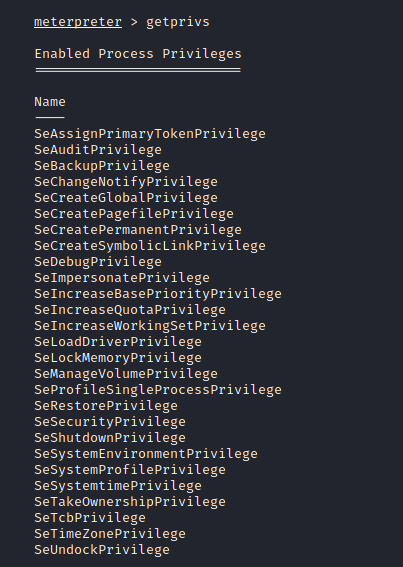 meterpreter > getprivs
Enabled Process Privileges
==========================
Name
----
SeAssignPrimaryTokenPrivilege
SeAuditPrivilege
SeBackupPrivilege
SeChangeNotifyPrivilege
SeCreateGlobalPrivilege
SeCreatePagefilePrivilege
SeCreatePermanentPrivilege
SeCreateSymbolicLinkPrivilege
SeDebugPrivilege
SeImpersonatePrivilege
SeIncreaseBasePriorityPrivilege
SeIncreaseQuotaPrivilege
SeIncreaseWorkingSetPrivilege
SeLoadDriverPrivilege
SeLockMemoryPrivilege
SeManageVolumePrivilege
SeProfileSingleProcessPrivilege
SeRestorePrivilege
SeSecurityPrivilege
SeShutdownPrivilege
SeSystemEnvironmentPrivilege
SeSystemProfilePrivilege
SeSystemtimePrivilege
SeTakeOwnershipPrivilege
SeTcbPrivilege
SeTimeZonePrivilege
SeUndockPrivilege